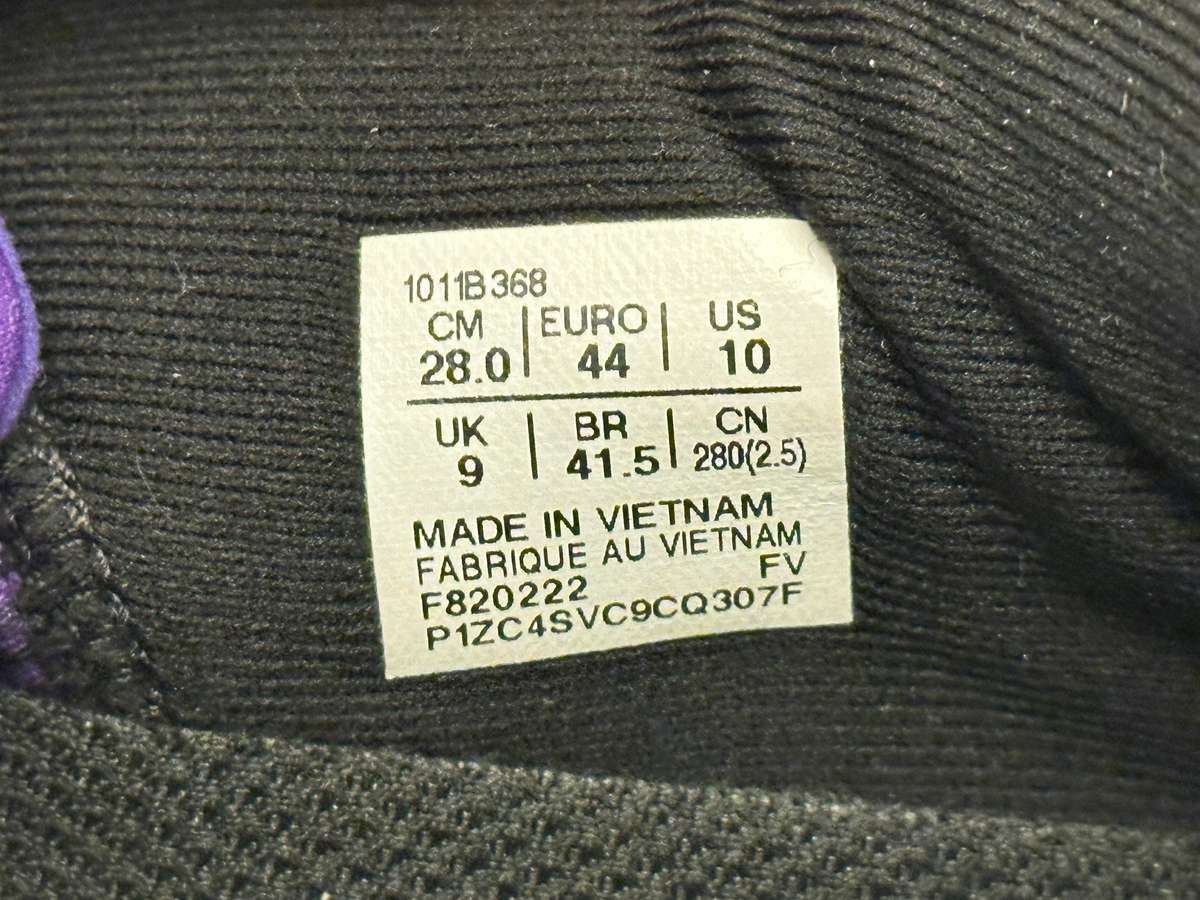 1011B368
CM | EURO | US
28.0 | 44 | 10
UK | BR | CN
9 | 41.5 | 280(2.5)
MADE IN VIETNAM
FABRIQUE AU VIETNAM
F820222 FV
P1ZC4SVC9CQ307F